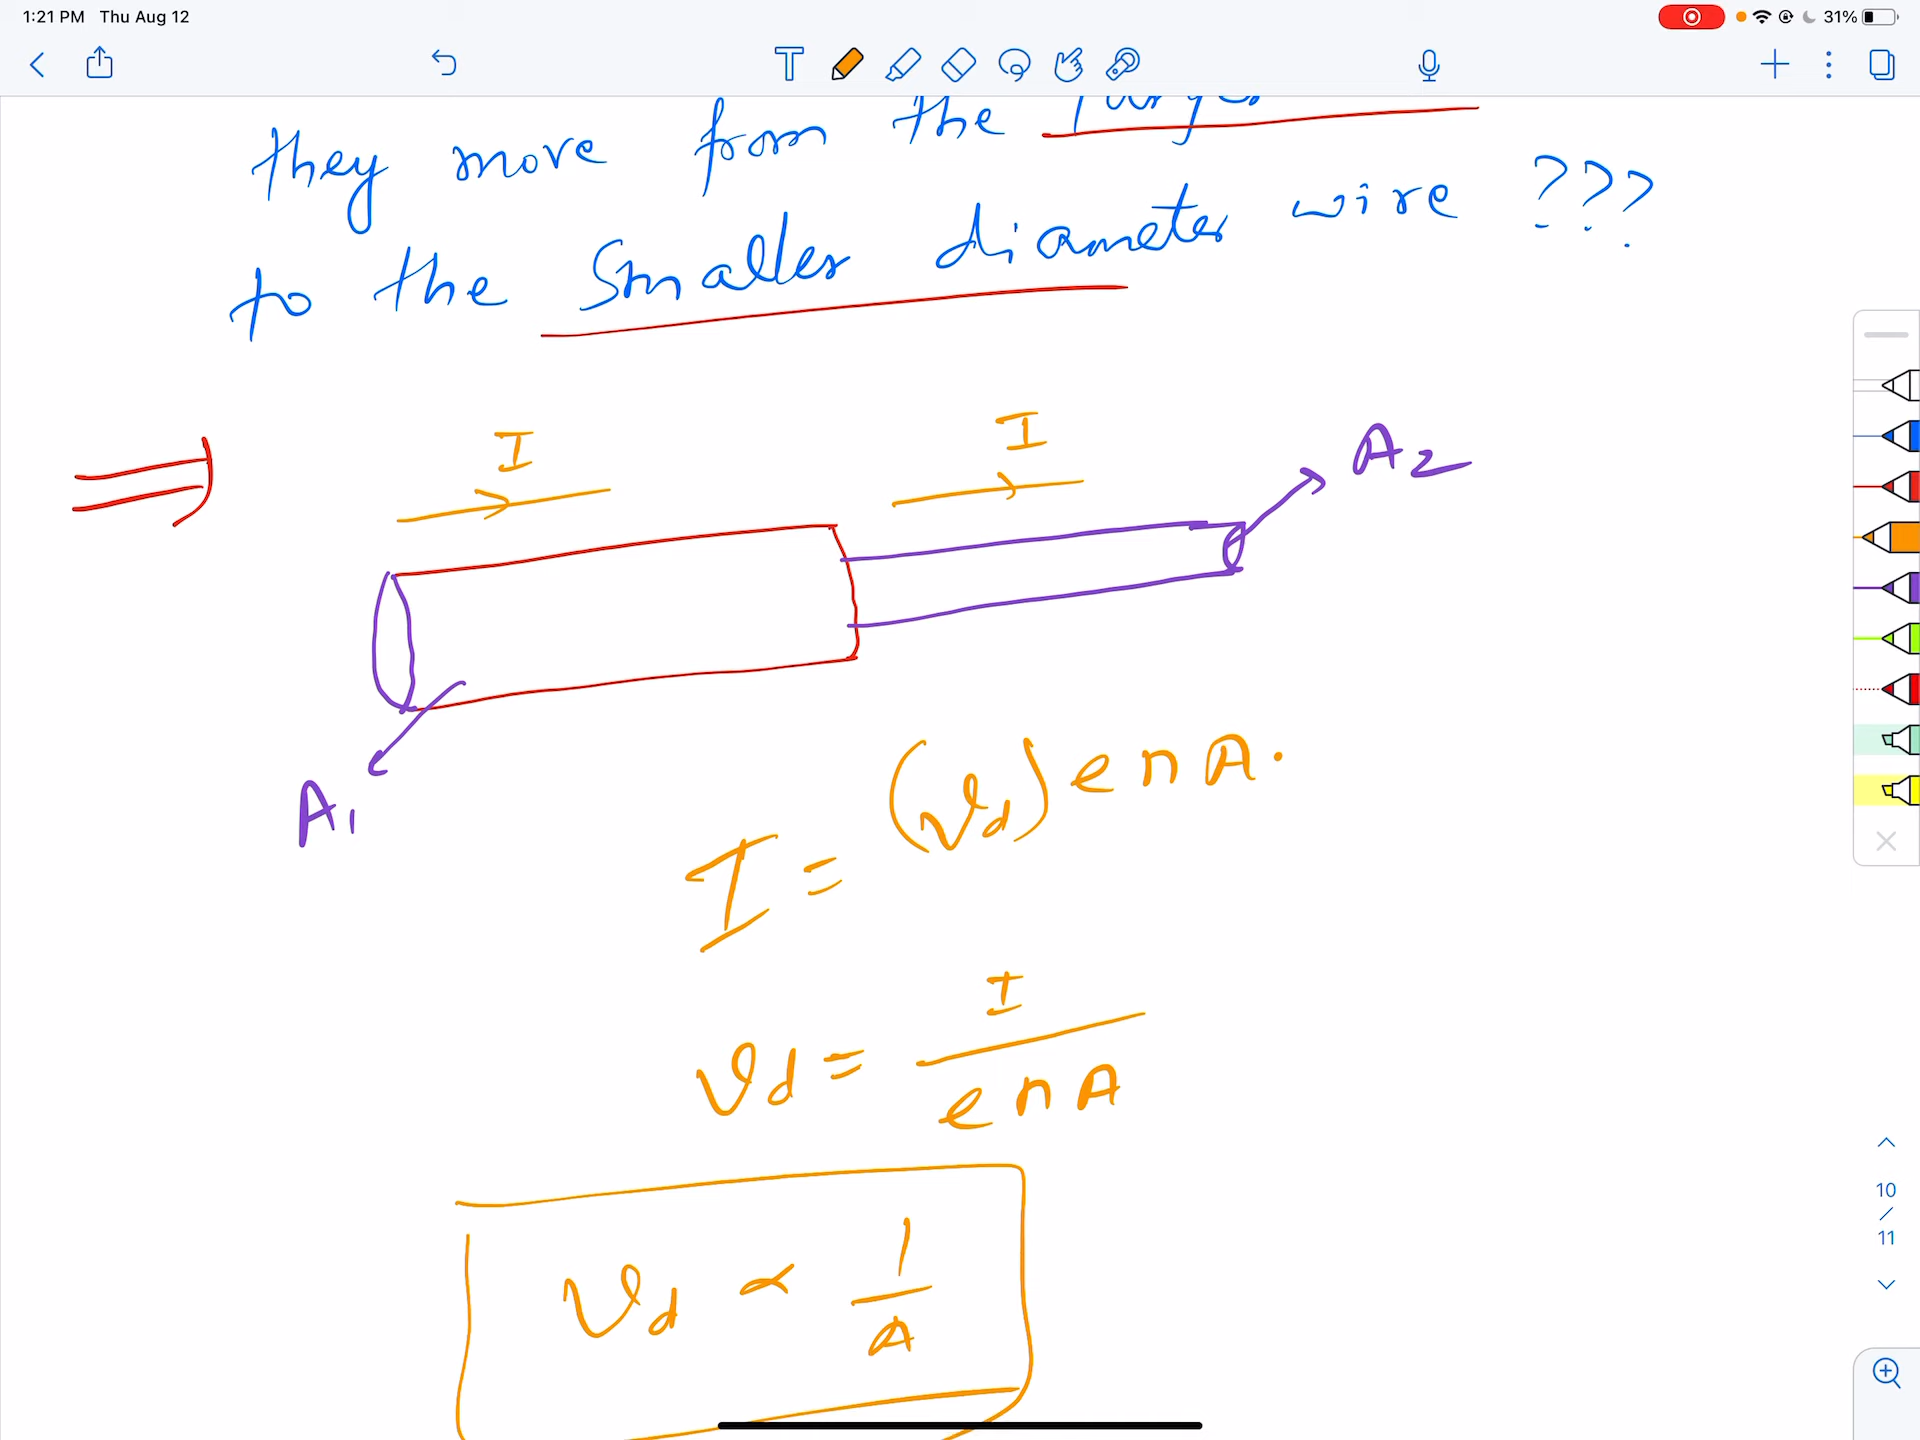 1:21 PM Thu Aug 12
31%
T
they move from the
to the smaller diameter wire ???
I
I
A2
A1
I = (vd) e n A.
vd = I / e n A
vd ∝ 1 / A
10
/
11